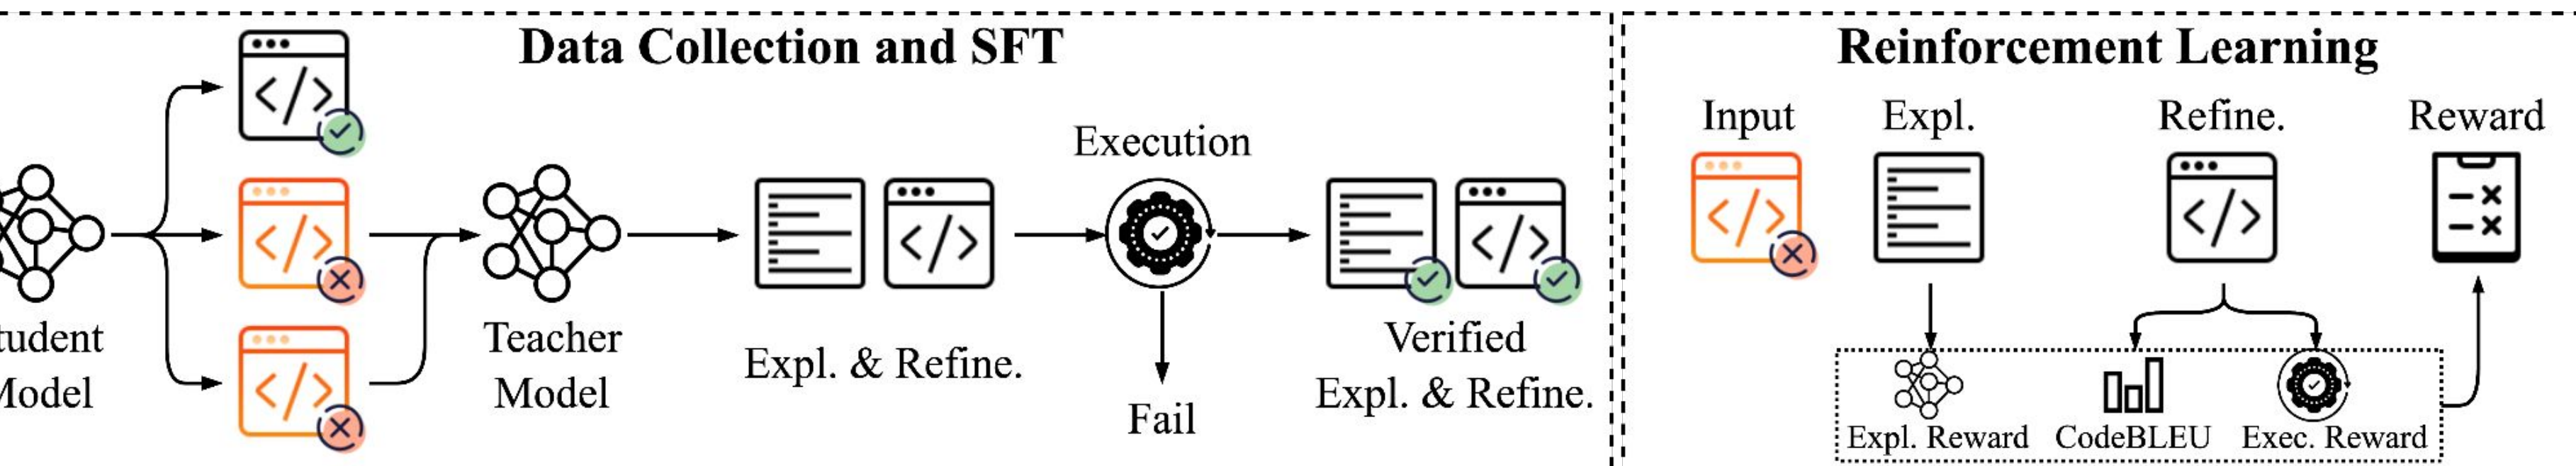 Data Collection and SFT
tudent
Model
Teacher
Model
Expl. & Refine.
Execution
Fail
Verified
Expl. & Refine.
Reinforcement Learning
Input
Expl.
Refine.
Reward
Expl. Reward
CodeBLEU
Exec. Reward